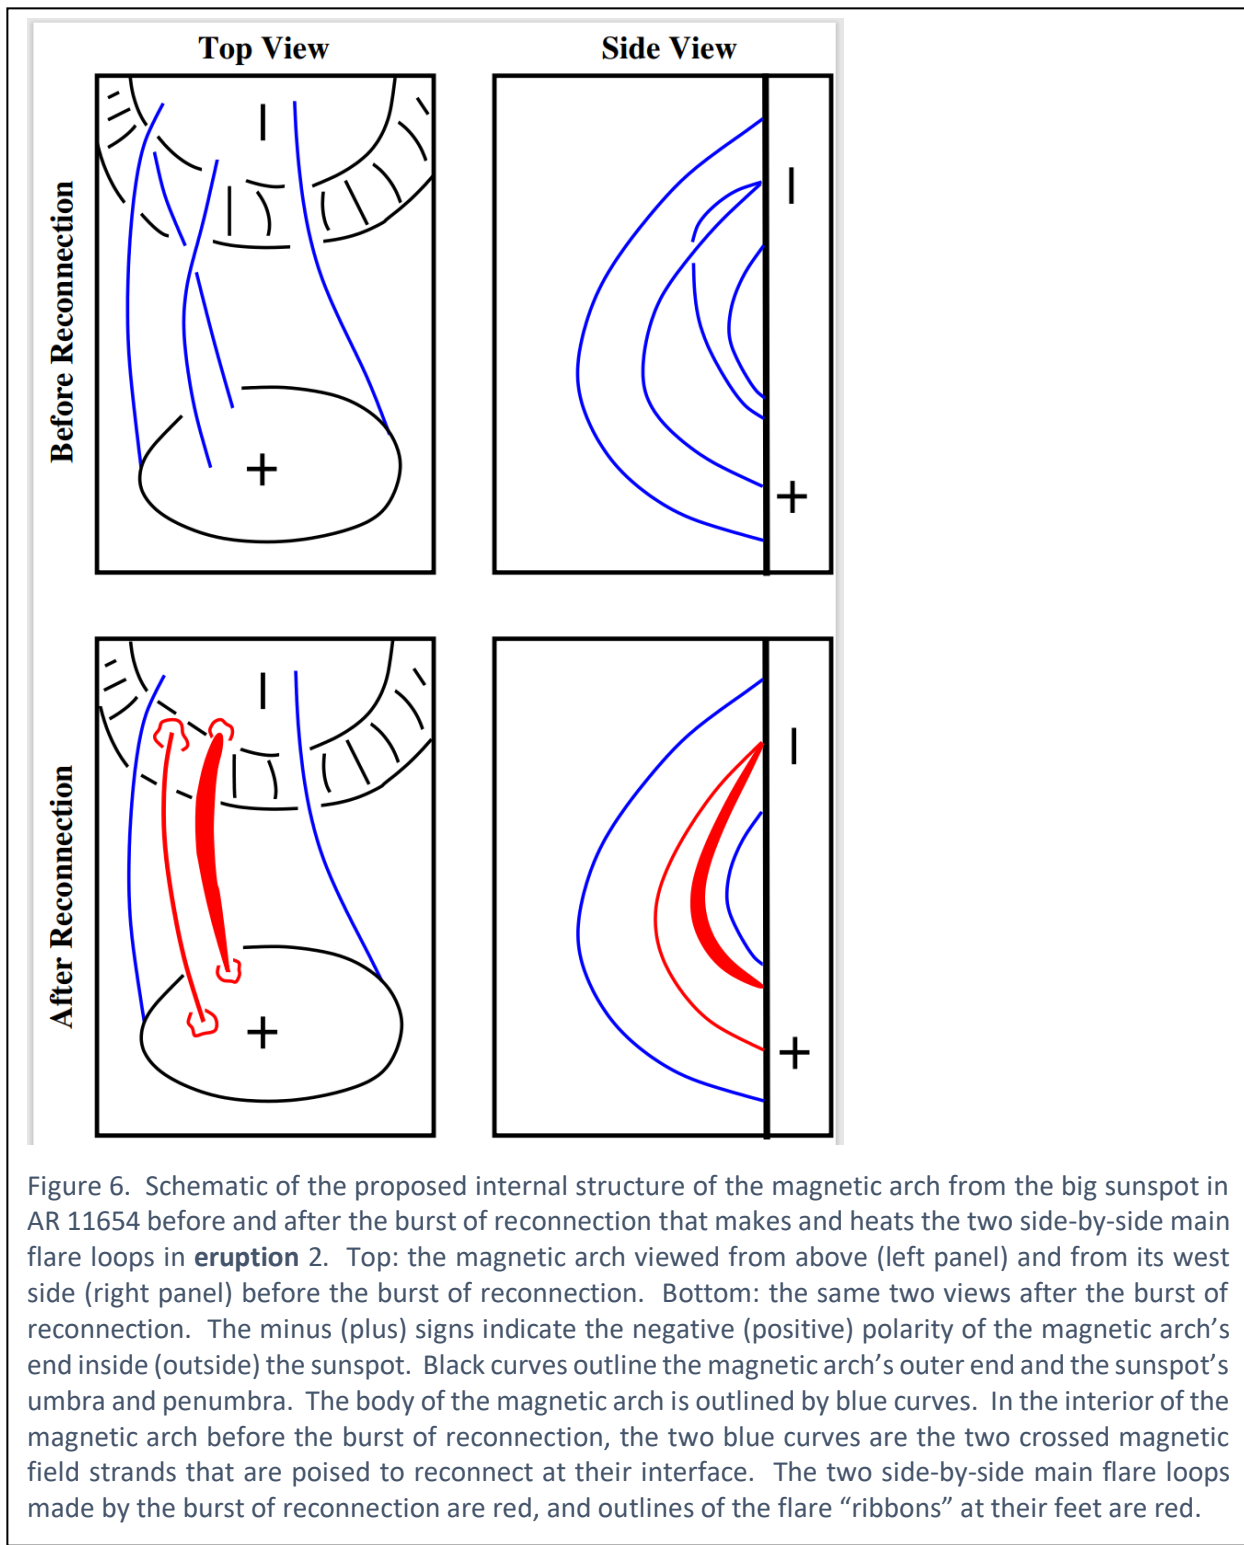 Top View
Side View
Before Reconnection
|
|
+
+
After Reconnection
|
|
+
+
Figure 6. Schematic of the proposed internal structure of the magnetic arch from the big sunspot in
AR 11654 before and after the burst of reconnection that makes and heats the two side-by-side main
flare loops in eruption 2. Top: the magnetic arch viewed from above (left panel) and from its west
side (right panel) before the burst of reconnection. Bottom: the same two views after the burst of
reconnection. The minus (plus) signs indicate the negative (positive) polarity of the magnetic arch's
end inside (outside) the sunspot. Black curves outline the magnetic arch's outer end and the sunspot's
umbra and penumbra. The body of the magnetic arch is outlined by blue curves. In the interior of the
magnetic arch before the burst of reconnection, the two blue curves are the two crossed magnetic
field strands that are poised to reconnect at their interface. The two side-by-side main flare loops
made by the burst of reconnection are red, and outlines of the flare “ribbons” at their feet are red.